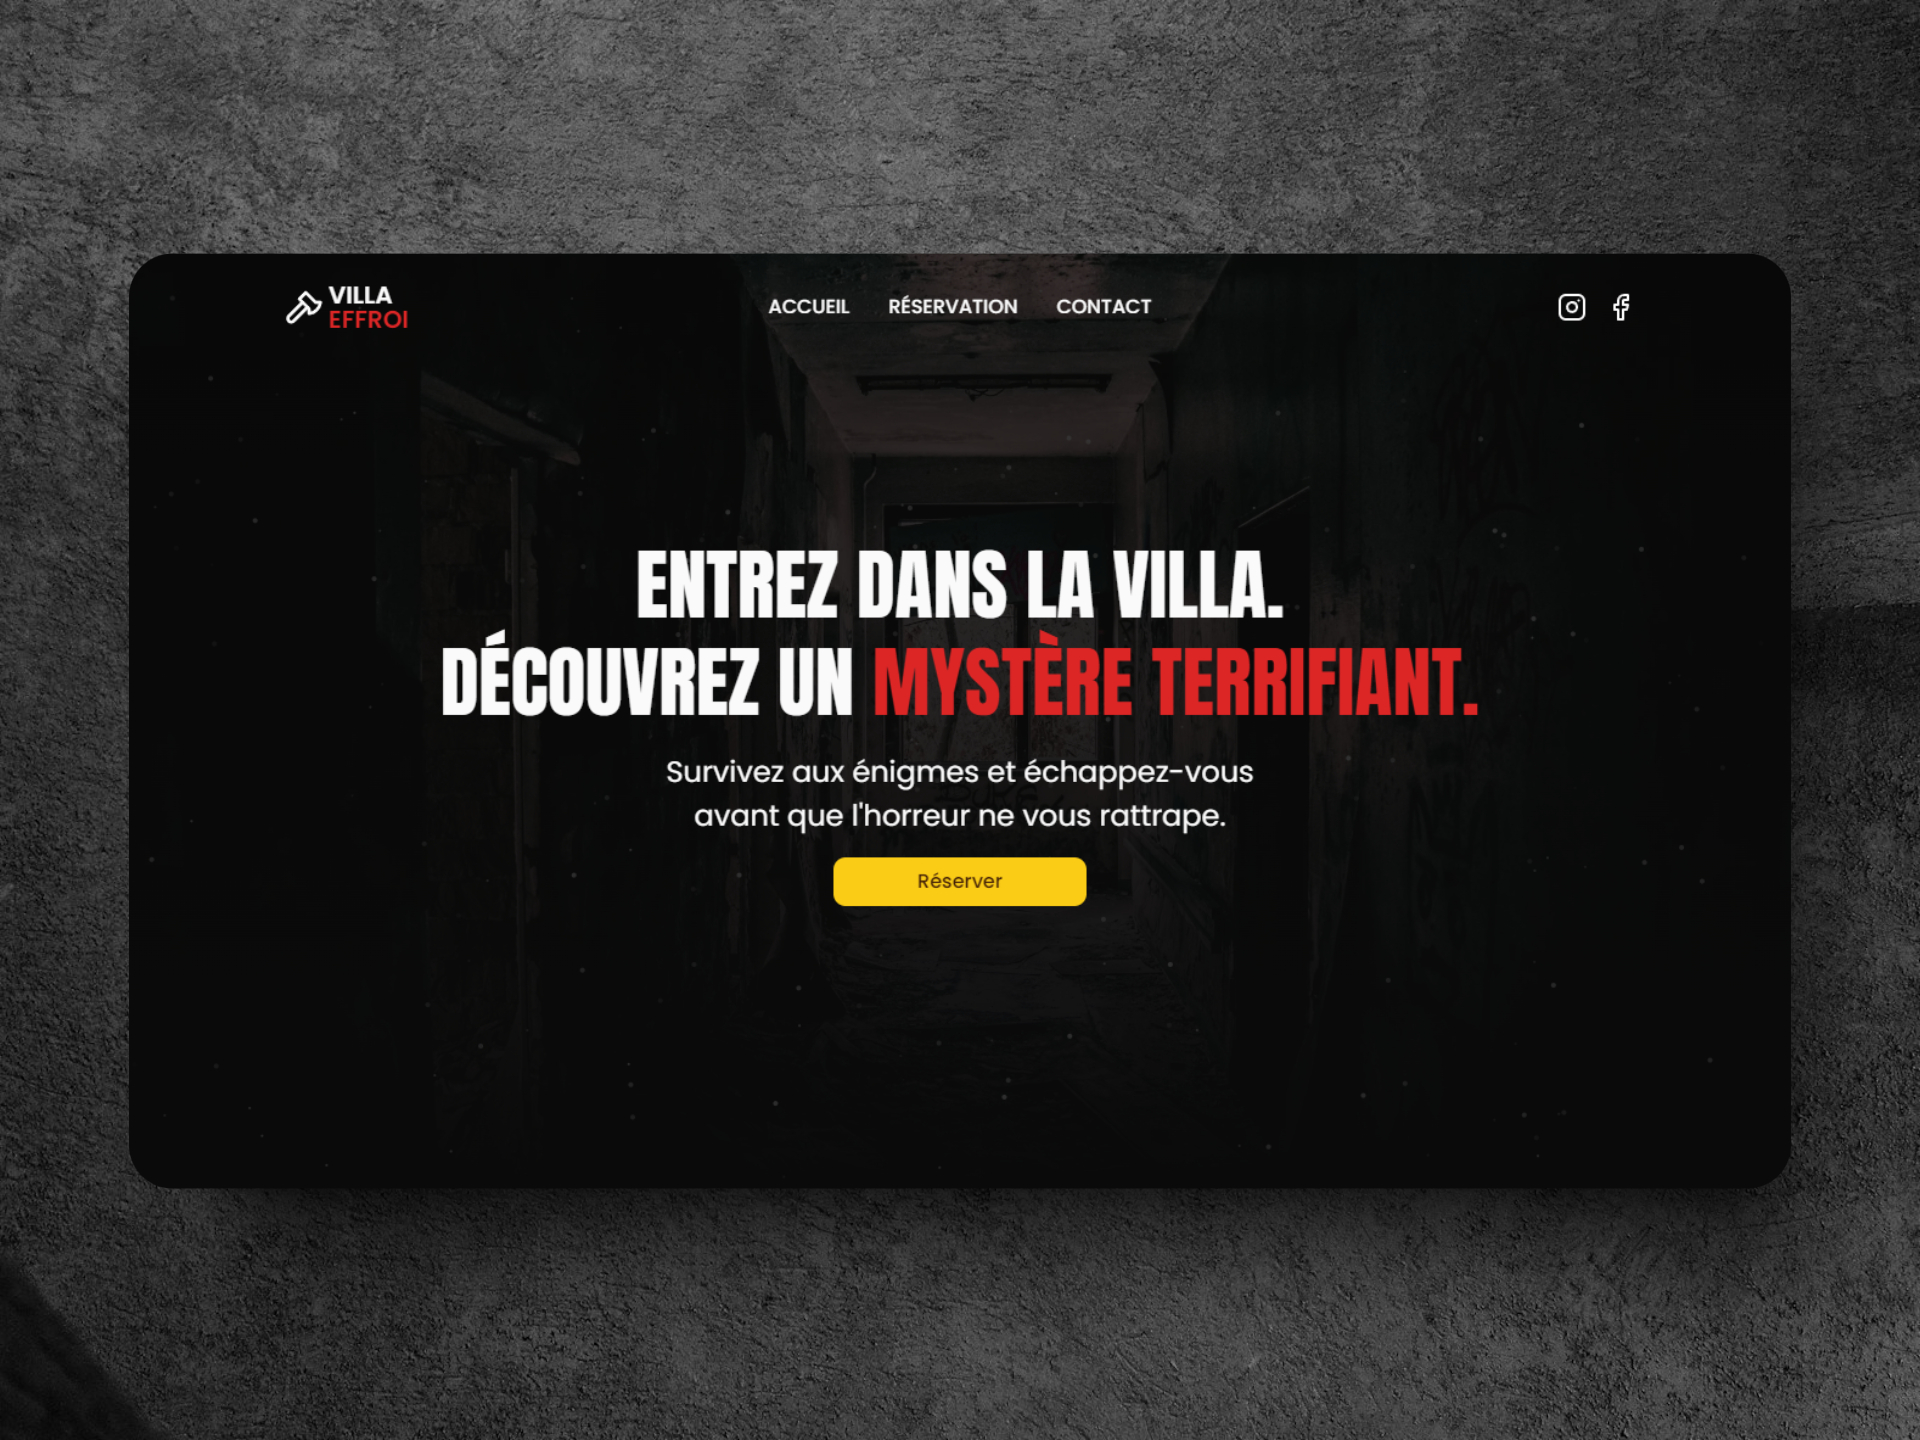 VILLA
EFFROI
ACCUEIL RÉSERVATION CONTACT
ENTREZ DANS LA VILLA.
DÉCOUVREZ UN MYSTÈRE TERRIFIANT.
Survivez aux énigmes et échappez-vous
avant que l'horreur ne vous rattrape.
Réserver